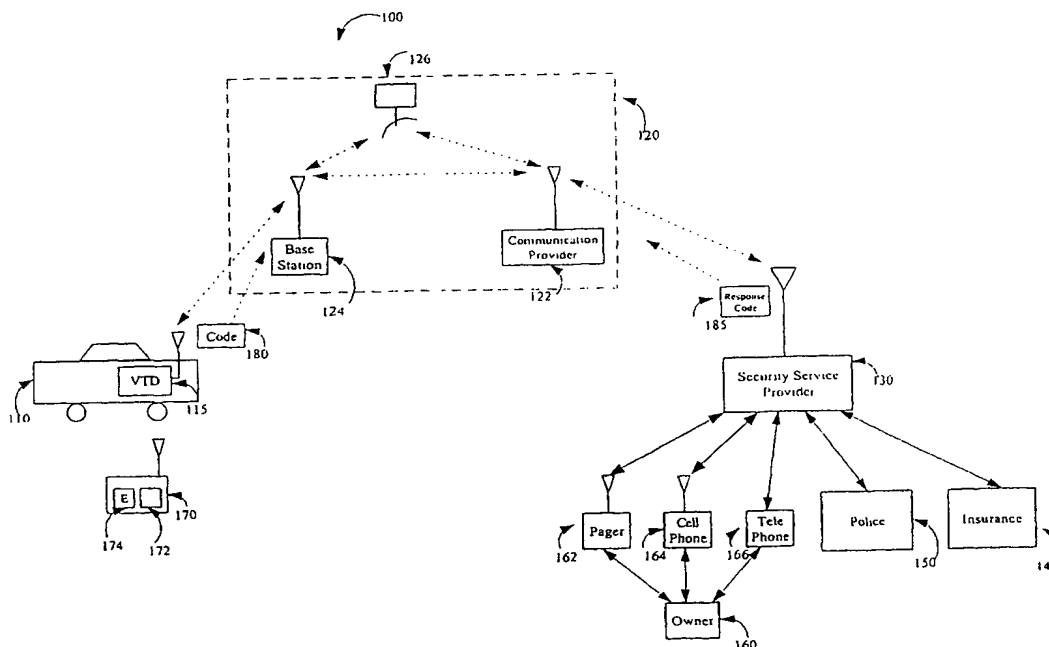 100
126
120
Base
Station
124
Communication
Provider
122
Response
Code
185
Code
180
VTD
110
115
Security Service
Provider
130
E
170
174
172
Pager
162
Cell
Phone
164
Tele
Phone
166
Police
150
Insurance
Owner
160